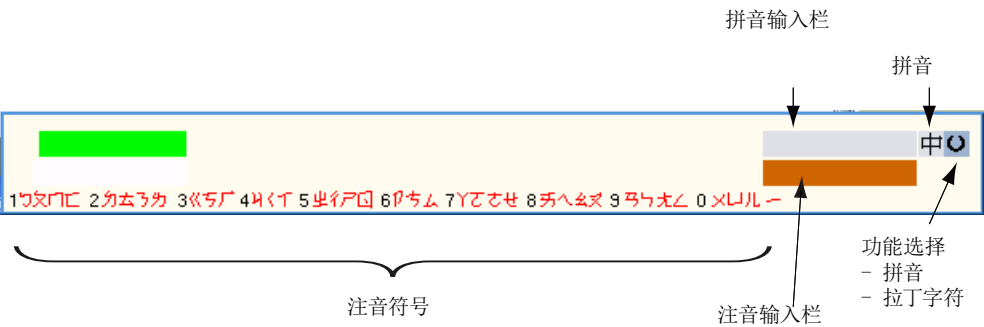 拼音输入栏
拼音
中
1ㄅㄆㄇㄈ 2ㄉㄊㄋㄌ 3ㄍㄎㄏ 4ㄐㄑㄒ 5ㄓㄔㄕㄖ 6ㄗㄘㄙ 7ㄚㄛㄜㄝ 8ㄞㄟㄠㄡ 9ㄢㄣㄤㄥ 0ㄨㄩㄦ ㄧ
功能选择
- 拼音
- 拉丁字符
注音符号
注音输入栏